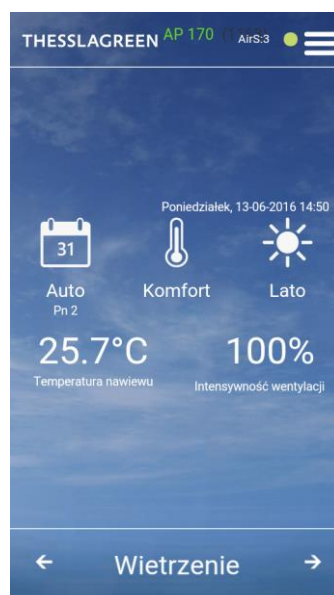 THESSLAGREEN AP 170 AirS:3
Poniedziałek, 13-06-2016 14:50
31
Auto Komfort Lato
Pn 2
25.7°C 100%
Temperatura nawiewu Intensywność wentylacji
Wietrzenie